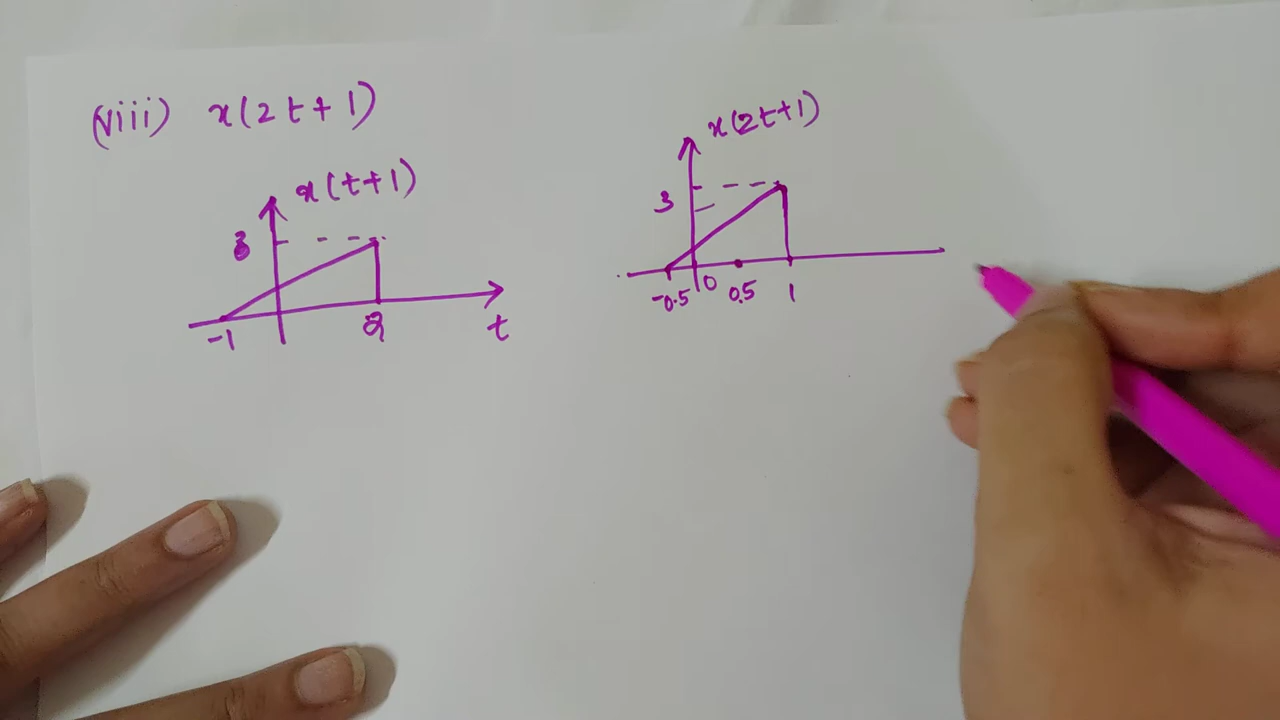 (viii) x(2t+1)
x(t+1)
3
-1 2 t
x(2t+1)
3
-0.5 0 0.5 1